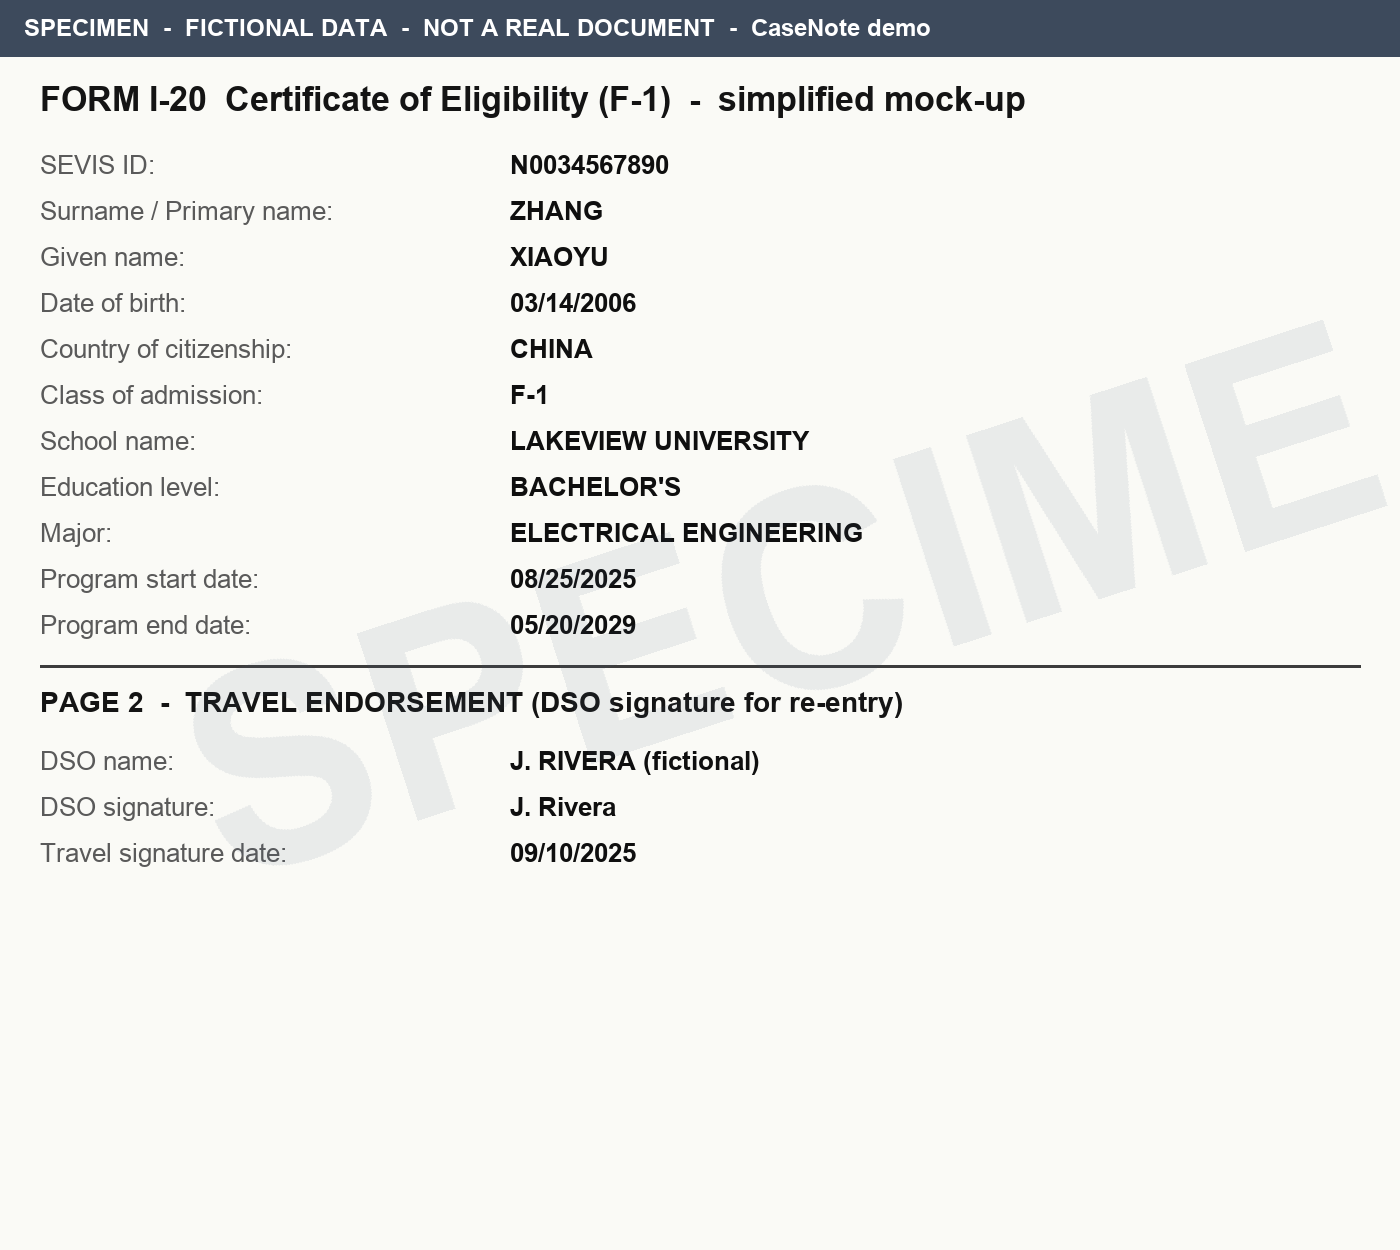 SPECIMEN - FICTIONAL DATA - NOT A REAL DOCUMENT - CaseNote demo
FORM I-20 Certificate of Eligibility (F-1) - simplified mock-up
SEVIS ID: N0034567890
Surname / Primary name: ZHANG
Given name: XIAOYU
Date of birth: 03/14/2006
Country of citizenship: CHINA
Class of admission: F-1
School name: LAKEVIEW UNIVERSITY
Education level: BACHELOR'S
Major: ELECTRICAL ENGINEERING
Program start date: 08/25/2025
Program end date: 05/20/2029
PAGE 2 - TRAVEL ENDORSEMENT (DSO signature for re-entry)
DSO name: J. RIVERA (fictional)
DSO signature: J. Rivera
Travel signature date: 09/10/2025
SPECIME